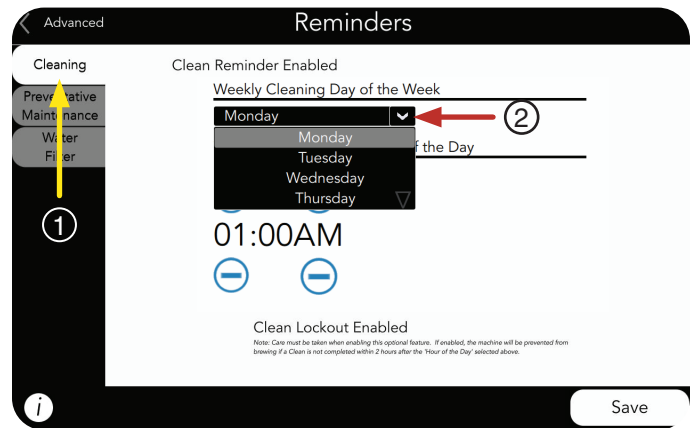 Advanced
Reminders
Cleaning
Preventative
Maintenance
Water
Filter
Clean Reminder Enabled
Weekly Cleaning Day of the Week
Monday
Monday
Tuesday
Wednesday
Thursday
f the Day
01:00AM
Clean Lockout Enabled
Note: Care must be taken when enabling this optional feature. If enabled, the machine will be prevented from
brewing if a Clean is not completed within 2 hours after the 'Hour of the Day' selected above.
1
2
i
Save